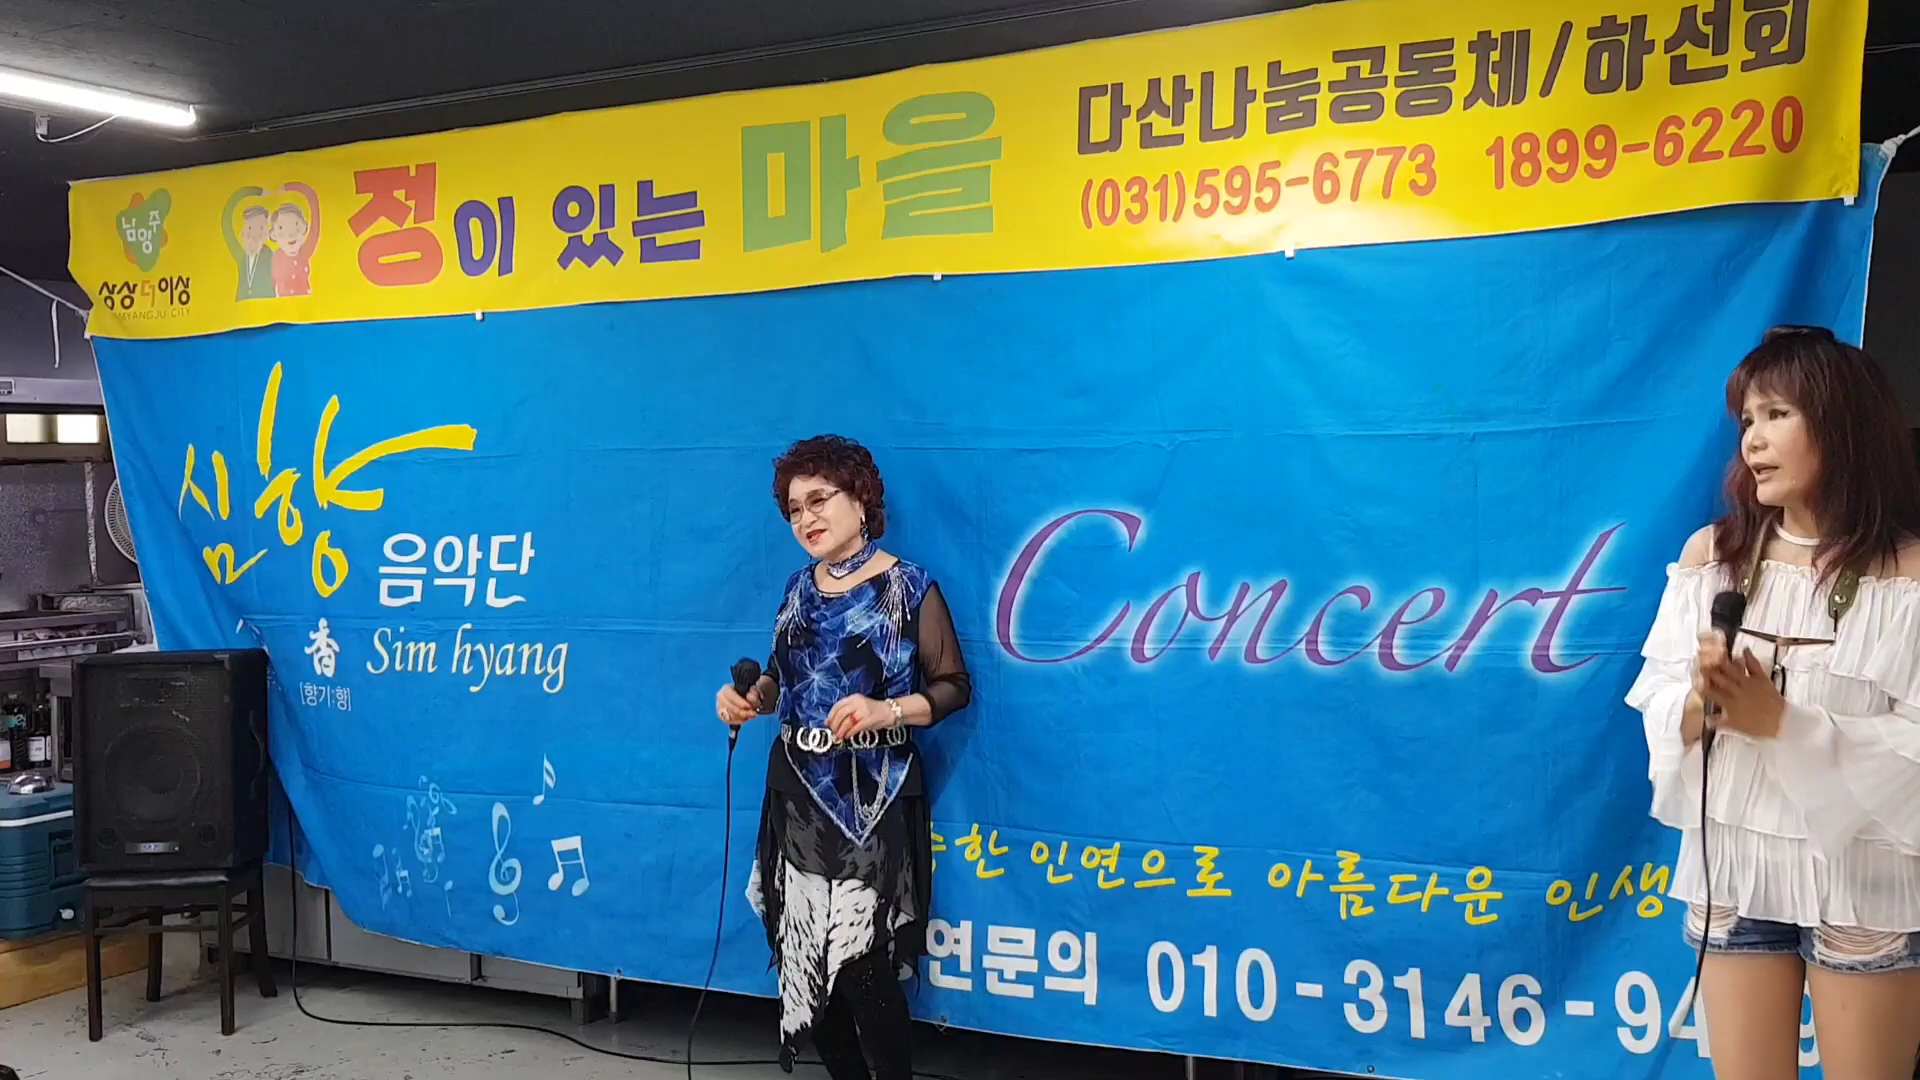 다산나눔공동체/하선회
정이 있는 마을
(031)595-6773 1899-6220
남양주
상상더이상
NAMYANGJU CITY
심향
음악단
香 Sim hyang
[향기:향]
Concert
한 인연으로 아름다운 인생
연문의 010-3146-94